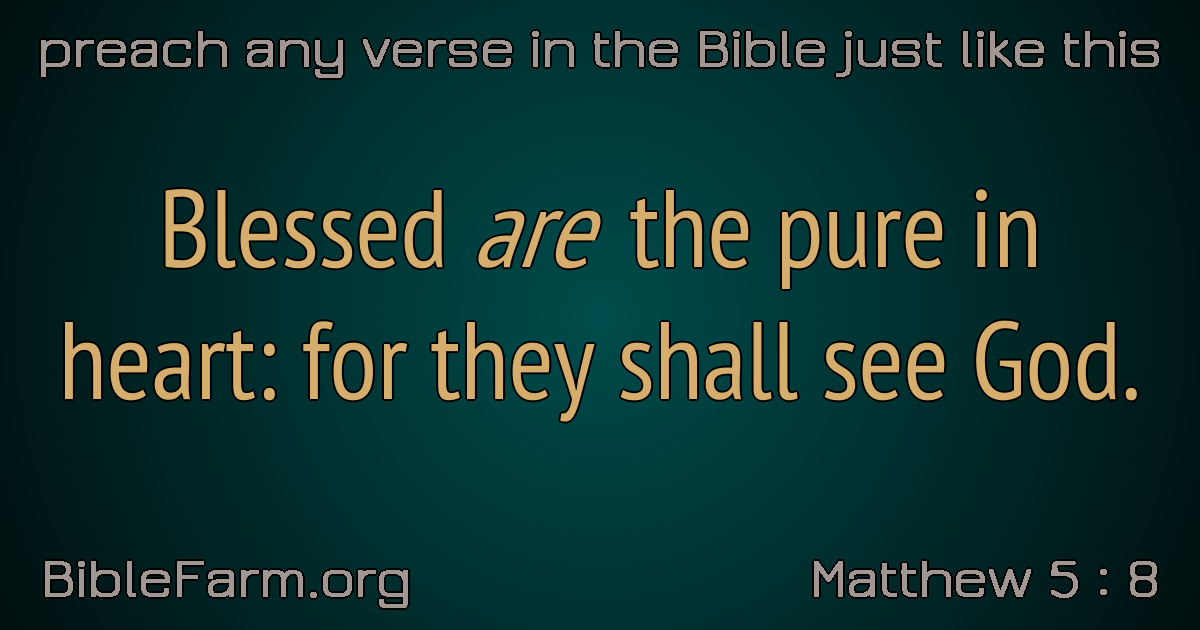 preach any verse in the Bible just like this
Blessed are the pure in
heart: for they shall see God.
BibleFarm.org
Matthew 5 : 8